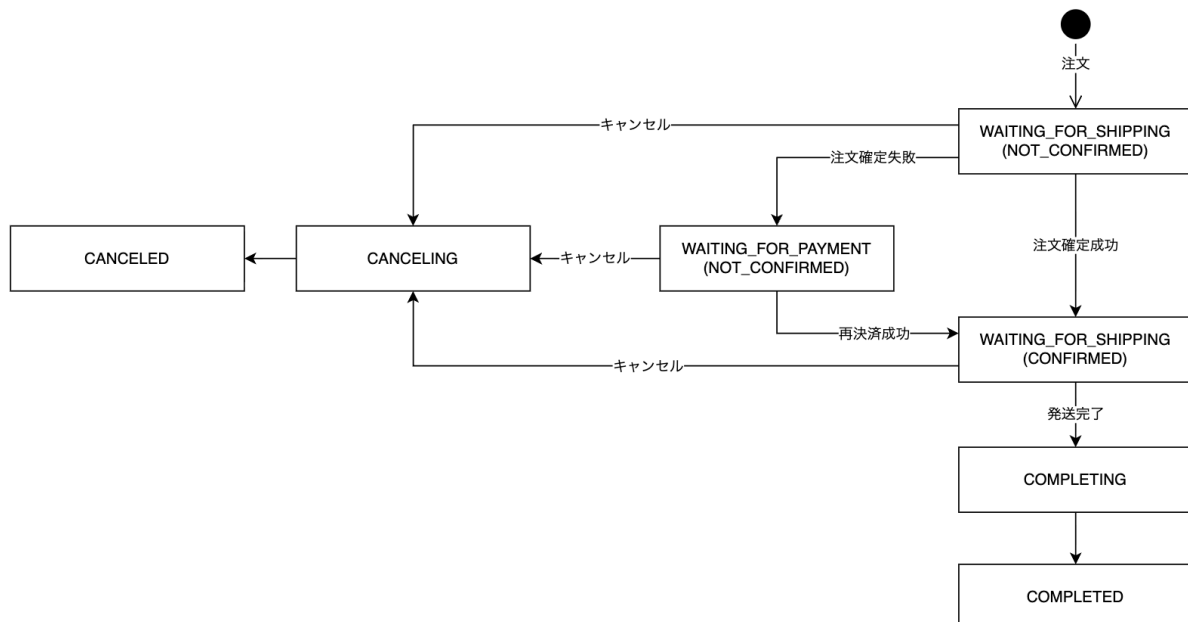 注文
キャンセル
WAITING_FOR_SHIPPING
(NOT_CONFIRMED)
注文確定失敗
CANCELED
CANCELING
キャンセル
WAITING_FOR_PAYMENT
(NOT_CONFIRMED)
注文確定成功
再決済成功
WAITING_FOR_SHIPPING
(CONFIRMED)
キャンセル
発送完了
COMPLETING
COMPLETED